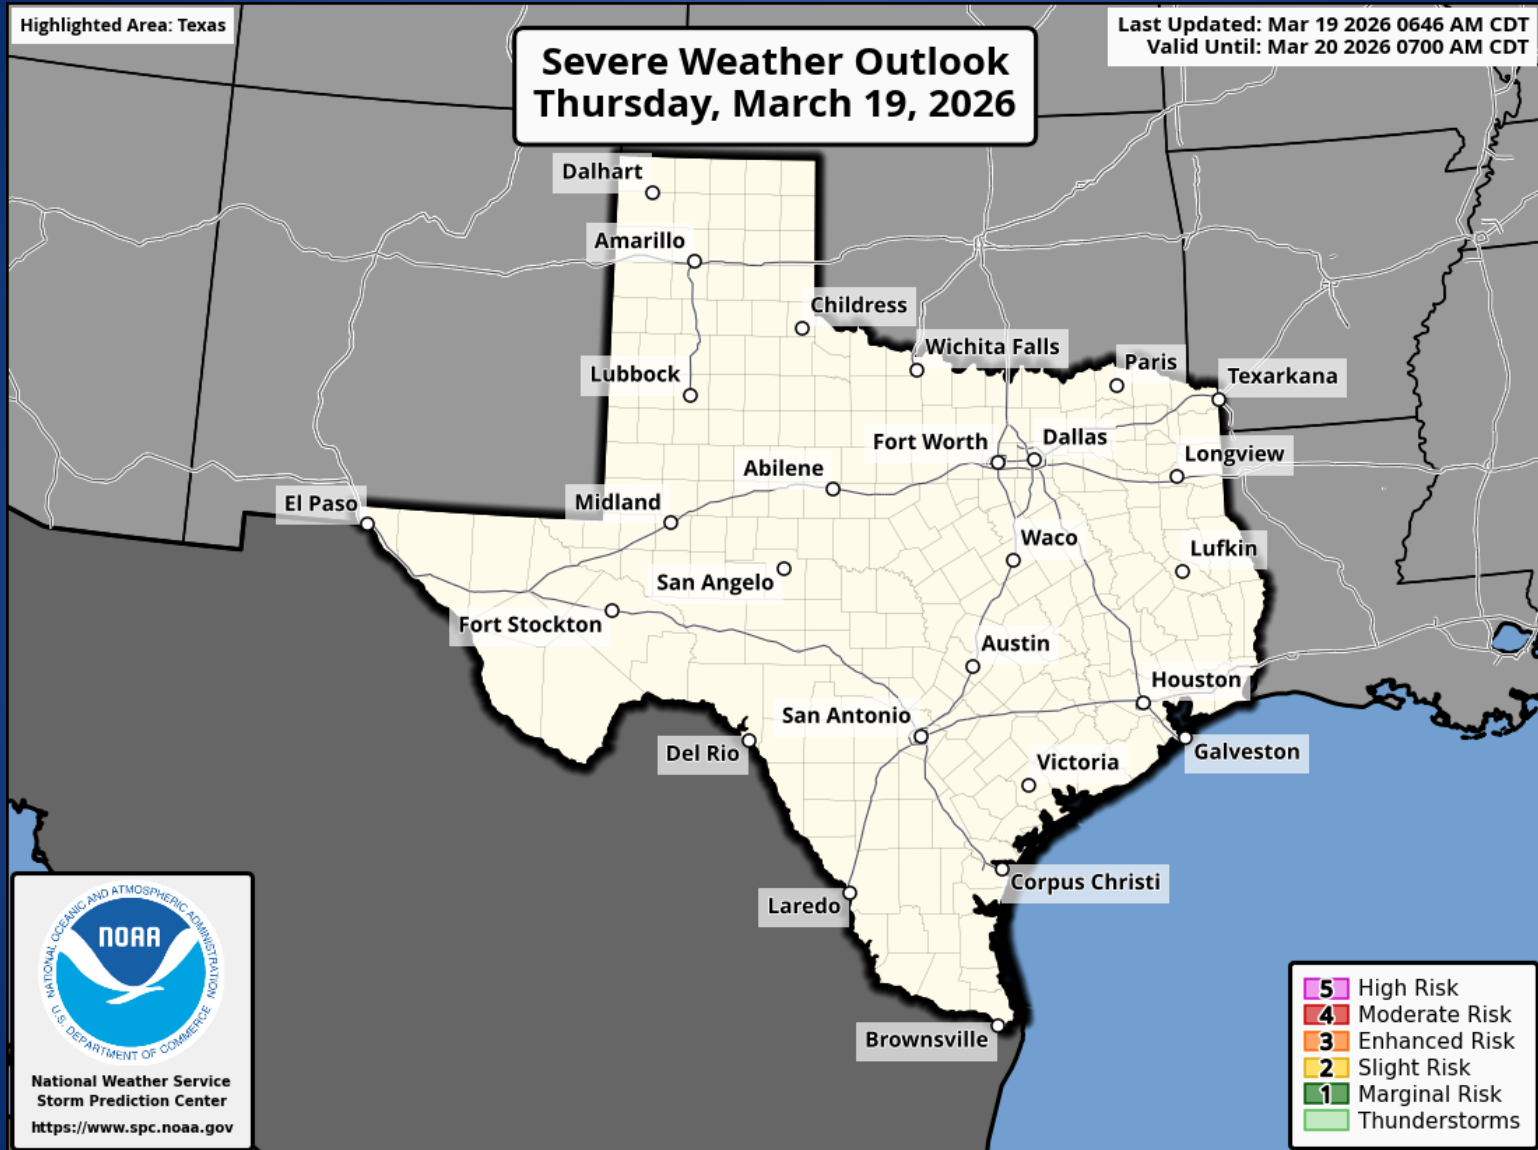 Highlighted Area: Texas
Severe Weather Outlook
Thursday, March 19, 2026
Last Updated: Mar 19 2026 0646 AM CDT
Valid Until: Mar 20 2026 0700 AM CDT
Dalhart
Amarillo
Childress
Wichita Falls
Paris
Texarkana
Lubbock
Fort Worth
Dallas
Longview
Abilene
El Paso
Midland
Waco
Lufkin
San Angelo
Fort Stockton
Austin
Houston
San Antonio
Del Rio
Galveston
Victoria
Corpus Christi
Laredo
Brownsville
NATIONAL OCEANIC AND ATMOSPHERIC ADMINISTRATION
NOAA
U.S. DEPARTMENT OF COMMERCE
National Weather Service
Storm Prediction Center
https://www.spc.noaa.gov
5 High Risk
4 Moderate Risk
3 Enhanced Risk
2 Slight Risk
1 Marginal Risk
Thunderstorms